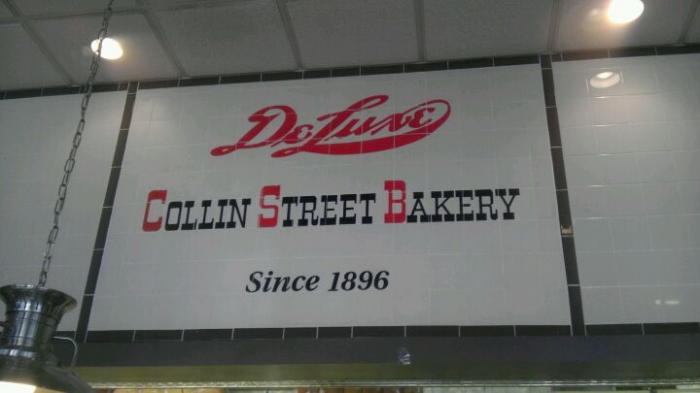 DeLuxe
COLLIN STREET BAKERY
Since 1896